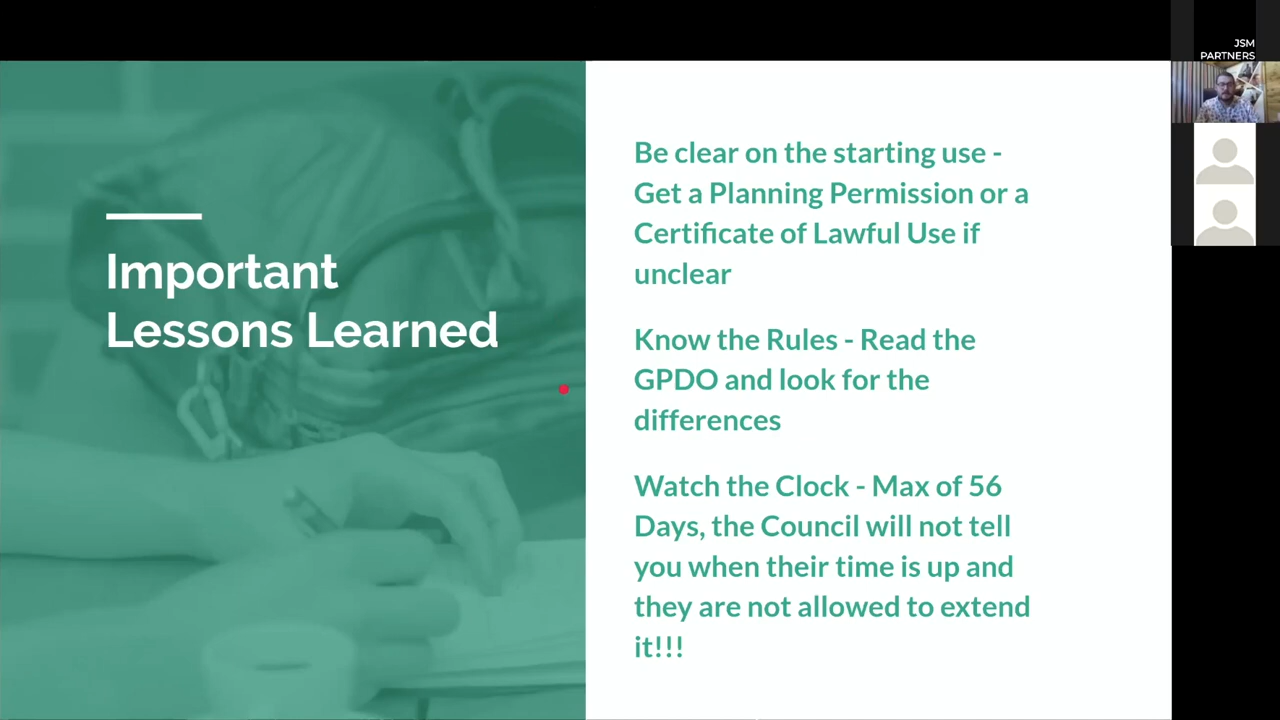 JSM
PARTNERS
Important
Lessons Learned
Be clear on the starting use -
Get a Planning Permission or a
Certificate of Lawful Use if
unclear
Know the Rules - Read the
GPDO and look for the
differences
Watch the Clock - Max of 56
Days, the Council will not tell
you when their time is up and
they are not allowed to extend
it!!!